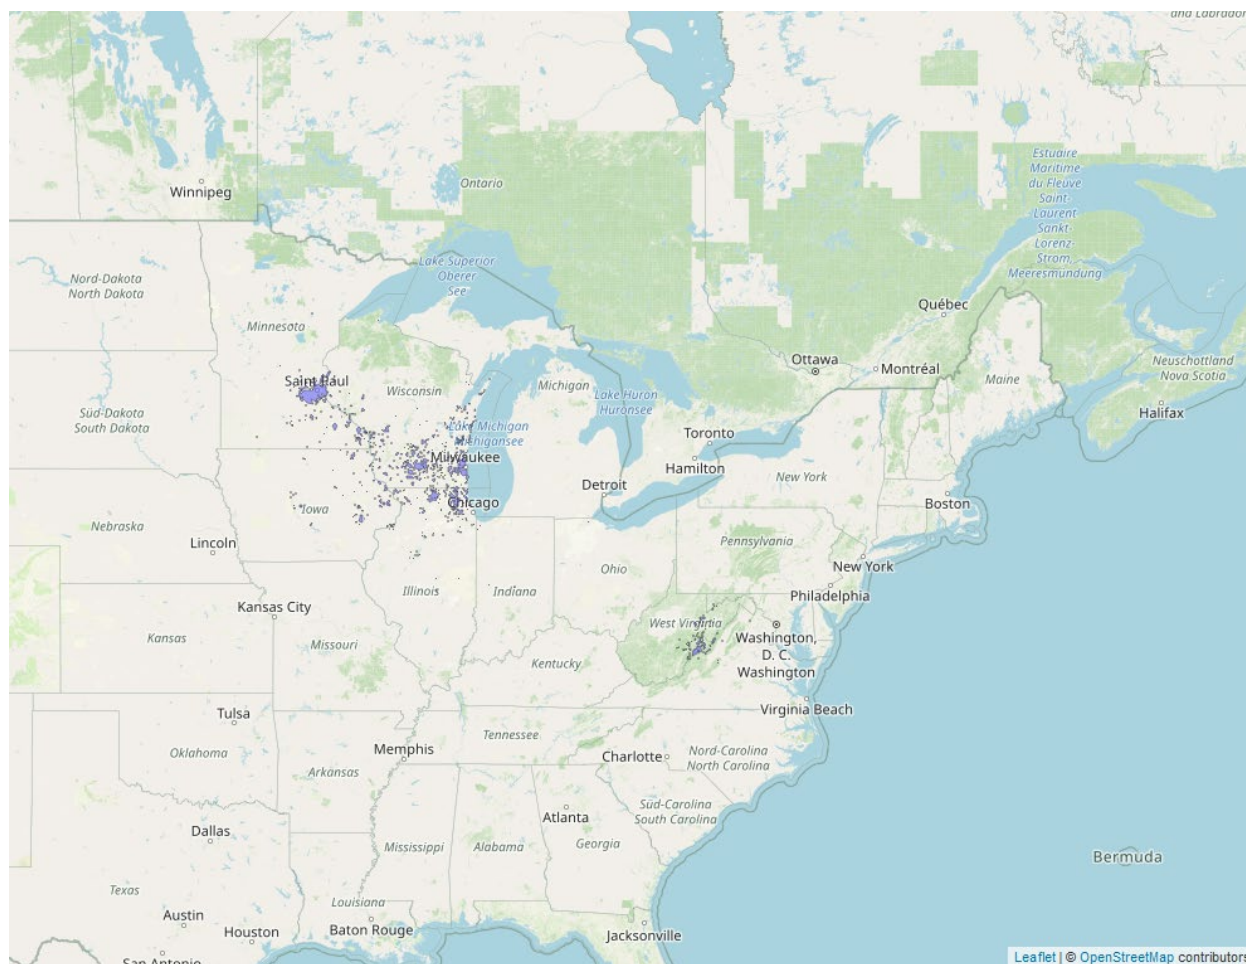 and Labrador
Winnipeg
Ontario
Estuaire
Maritime
du Fleuve
Saint-
Laurent
Sankt-
Lorenz-
Strom,
Meeresmundung
Lake Superior
Oberer
See
Nord-Dakota
North Dakota
Québec
Minnesota
Ottawa
Montréal
Neuschottland
Nova Scotia
Saint Paul
Wisconsin
Michigan
Maine
Lake Huron
Huronsee
Süd-Dakota
South Dakota
Halifax
Lake Michigan
Michigansee
Toronto
Milwaukee
Hamilton
New York
Detroit
Chicago
Iowa
Boston
Nebraska
Lincoln
Pennsylvania
New York
Ohio
Illinois
Indiana
Philadelphia
Kansas City
West Virginia
Washington,
D. C.
Washington
Kansas
Missouri
Kentucky
Virginia Beach
Tulsa
Tennessee
Oklahoma
Memphis
Charlotte
Nord-Carolina
North Carolina
Arkansas
Süd-Carolina
South Carolina
Atlanta
Dallas
Mississippi
Alabama
Georgia
Bermuda
Texas
Louisiana
Austin
Houston
Baton Rouge
Jacksonville
San Antonio
Leaflet | © OpenStreetMap contributors